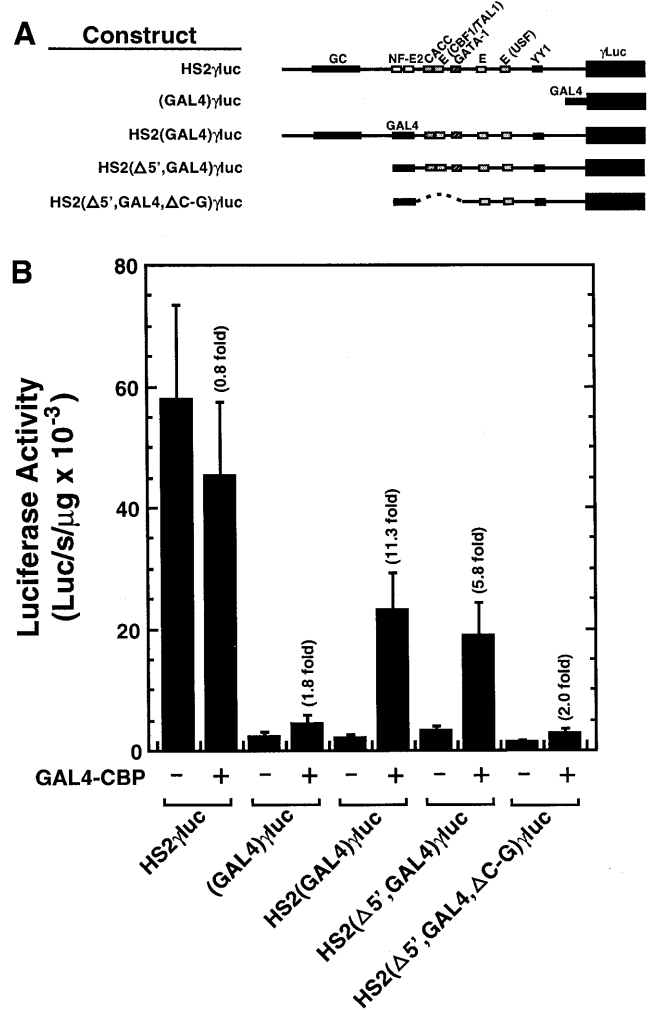 A
Construct
GC
NF-E2
CACC
E (CBF1/TAL1)
GATA-1
E
E (USF)
YY1
γLuc
HS2γluc
GAL4
(GAL4)γluc
GAL4
HS2(GAL4)γluc
HS2(Δ5',GAL4)γluc
HS2(Δ5',GAL4,ΔC-G)γluc
B
Luciferase Activity
(Luc/s/μg x 10-3)
80
60
40
20
0
(0.8 fold)
(1.8 fold)
(11.3 fold)
(5.8 fold)
(2.0 fold)
GAL4-CBP − + − + − + − + − +
HS2γluc
(GAL4)γluc
HS2(GAL4)γluc
HS2(Δ5',GAL4)γluc
HS2(Δ5',GAL4,ΔC-G)γluc